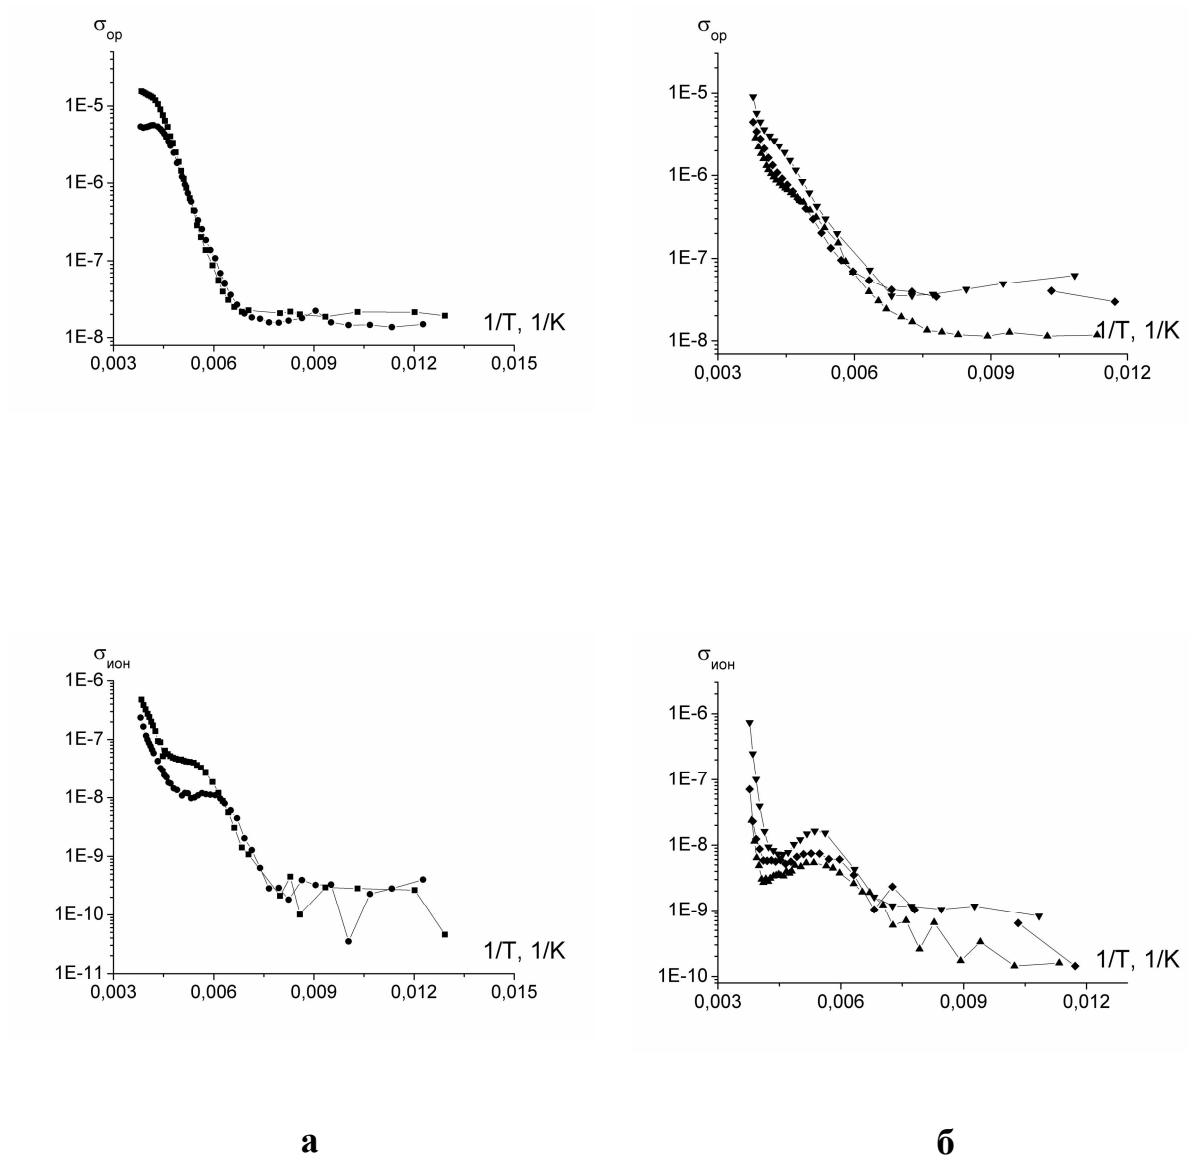 σор
1E-5
1E-6
1E-7
1E-8
0,003
0,006
0,009
0,012
0,015
1/T, 1/K
σор
1E-5
1E-6
1E-7
1E-8
0,003
0,006
0,009
0,012
1/T, 1/K
σион
1E-6
1E-7
1E-8
1E-9
1E-10
1E-11
0,003
0,006
0,009
0,012
0,015
1/T, 1/K
σион
1E-6
1E-7
1E-8
1E-9
1E-10
0,003
0,006
0,009
0,012
1/T, 1/K
а
б